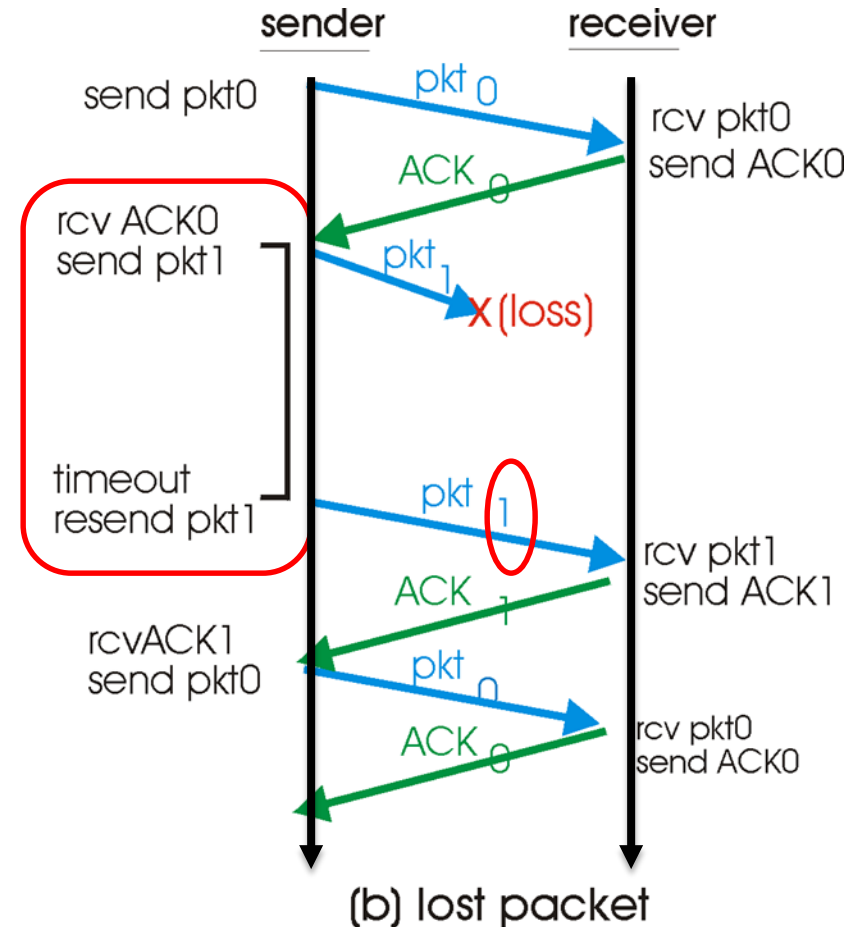 sender
receiver
send pkt0
pkt 0
rcv pkt0
send ACK0
ACK 0
rcv ACK0
send pkt1
pkt 1
X (loss)
timeout
resend pkt1
pkt 1
rcv pkt1
send ACK1
ACK 1
rcvACK1
send pkt0
pkt 0
rcv pkt0
send ACK0
ACK 0
(b) lost packet